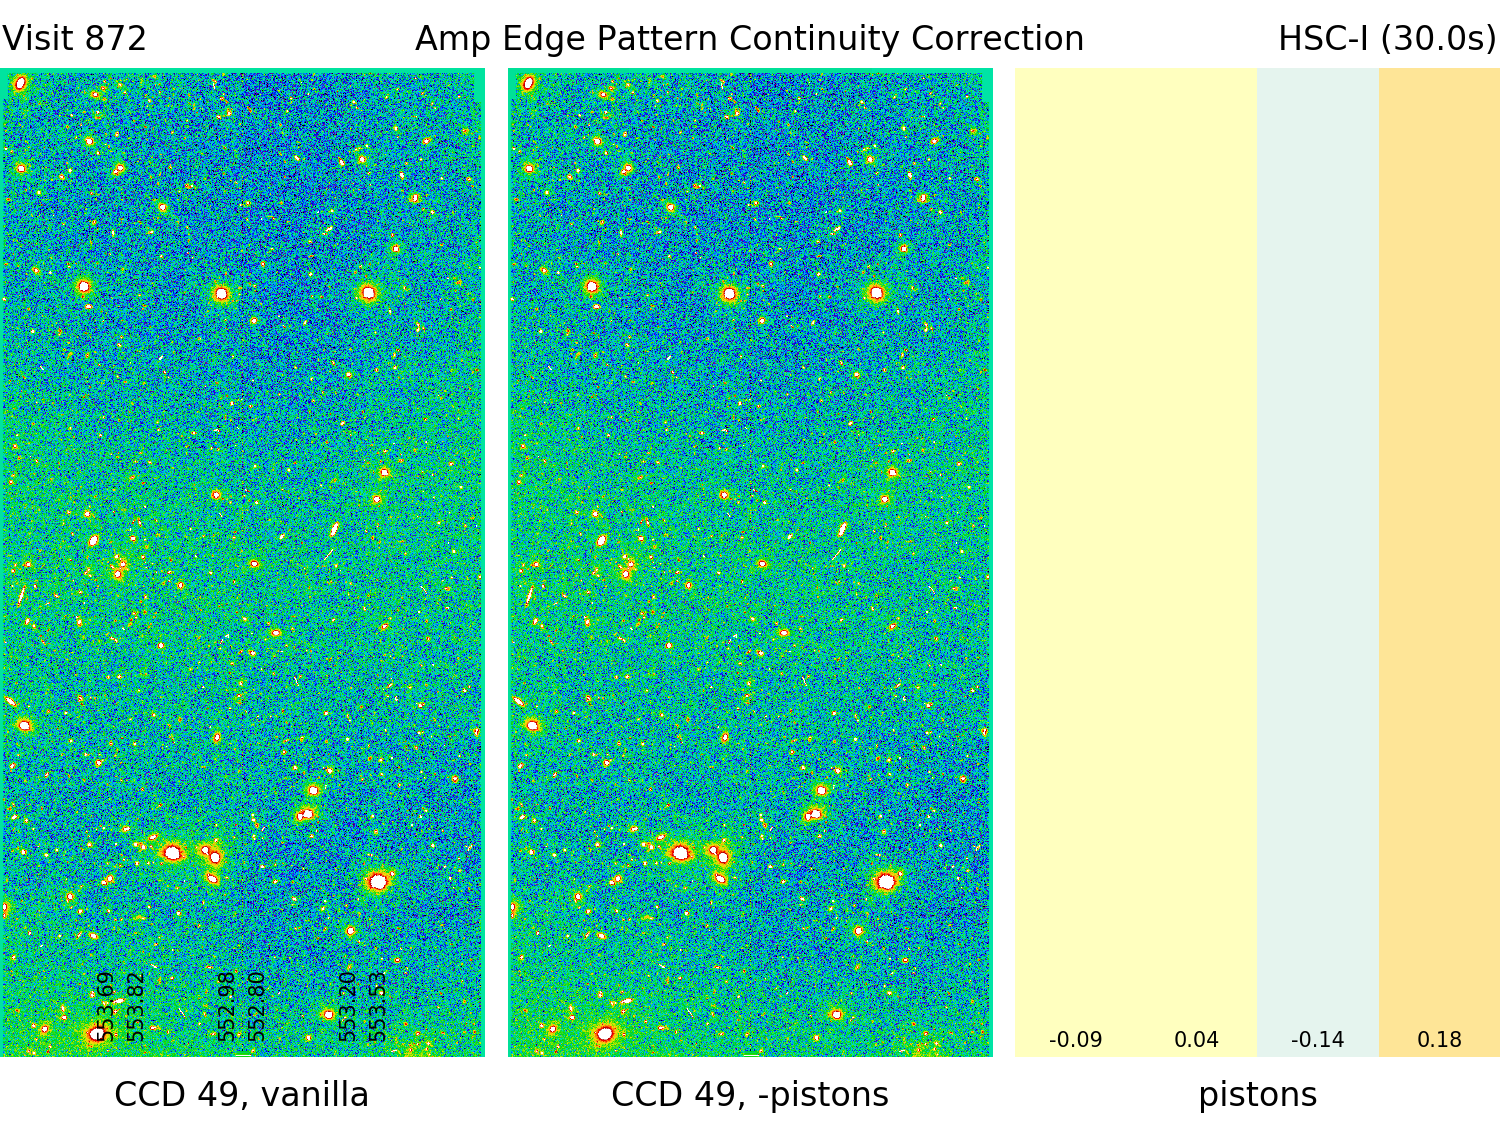 Visit 872 Amp Edge Pattern Continuity Correction HSC-I (30.0s)
553.69
553.82
552.98
552.80
553.20
553.53
-0.09 0.04 -0.14 0.18
CCD 49, vanilla CCD 49, -pistons pistons